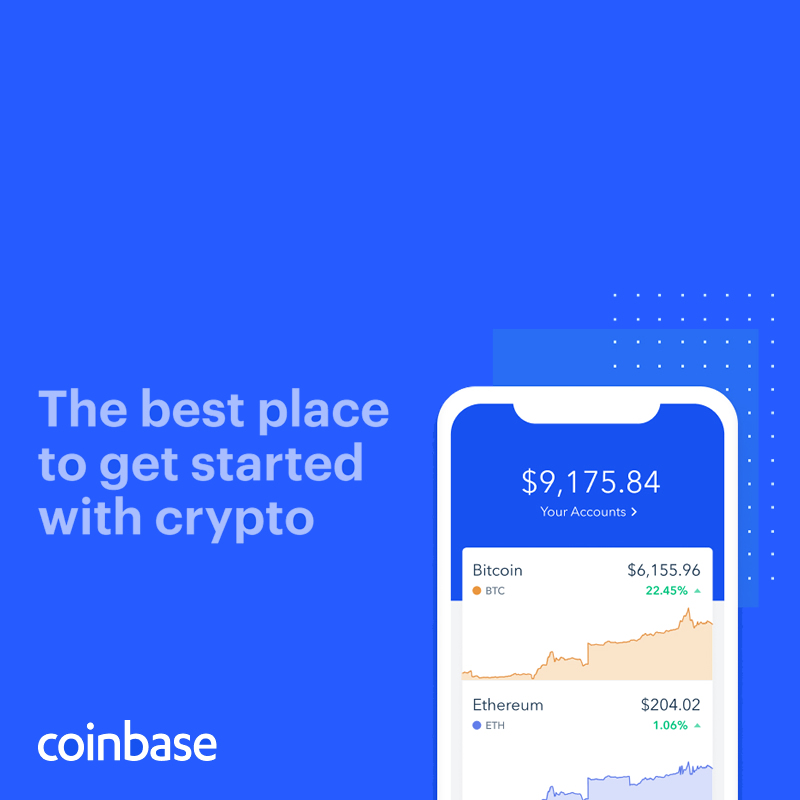 The best place
to get started
with crypto
$9,175.84
Your Accounts >
Bitcoin $6,155.96
BTC 22.45%
Ethereum $204.02
ETH 1.06%
coinbase